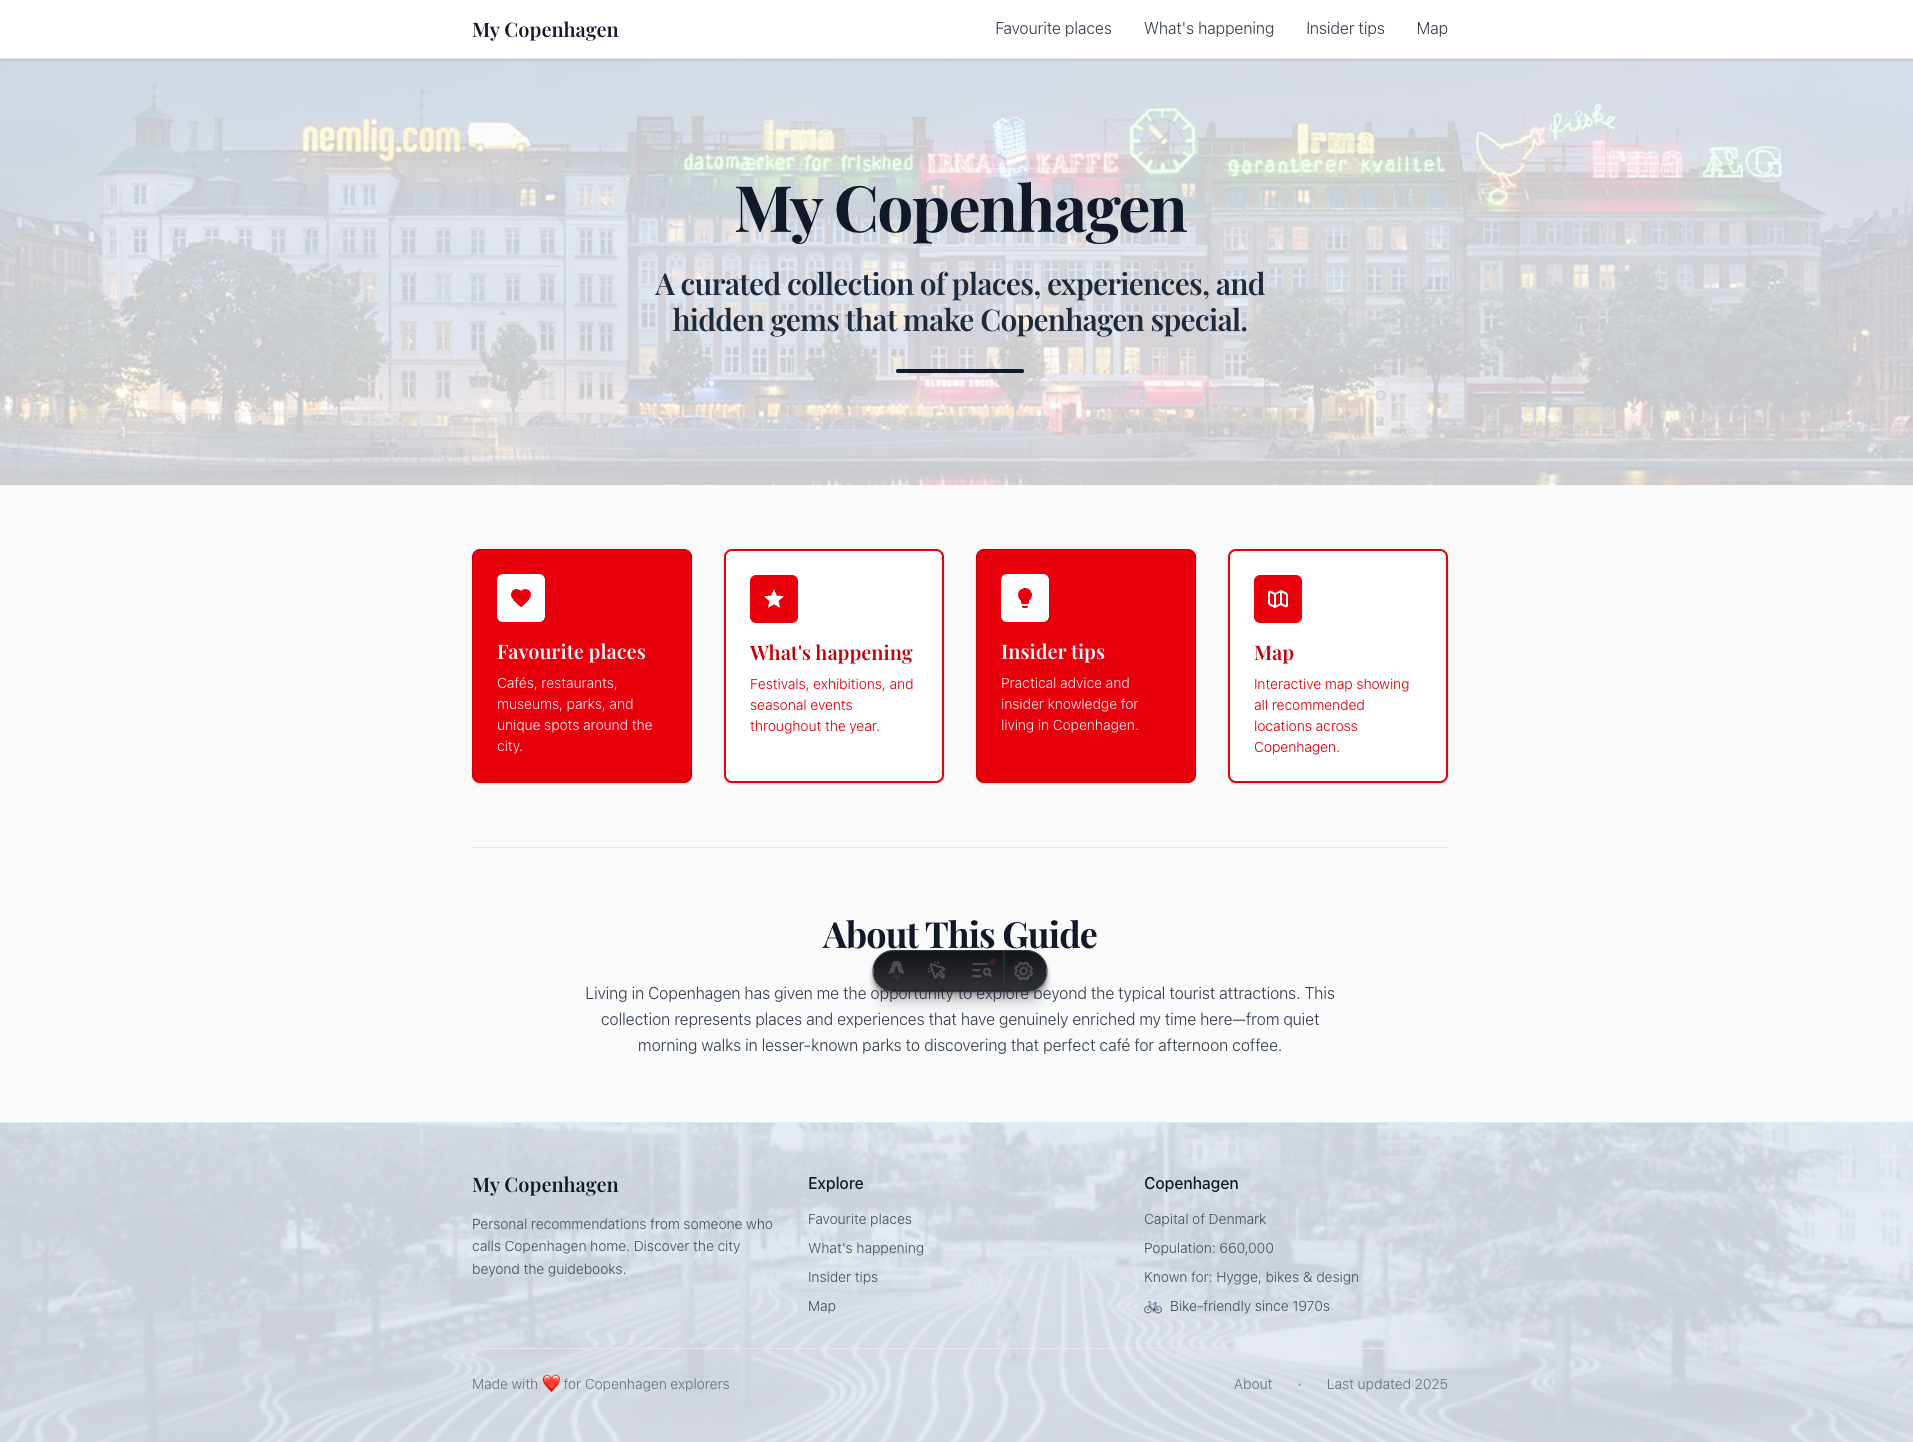 My Copenhagen
Favourite places
What's happening
Insider tips
Map
nemlig.com
Irma
datomærker for friskhed
IRMA KAFFE
Irma
garanterer kvalitet
friske
Irma ÆG
My Copenhagen
A curated collection of places, experiences, and
hidden gems that make Copenhagen special.
Favourite places
Cafés, restaurants,
museums, parks, and
unique spots around the
city.
What's happening
Festivals, exhibitions, and
seasonal events
throughout the year.
Insider tips
Practical advice and
insider knowledge for
living in Copenhagen.
Map
Interactive map showing
all recommended
locations across
Copenhagen.
About This Guide
Living in Copenhagen has given me the opportunity to explore beyond the typical tourist attractions. This
collection represents places and experiences that have genuinely enriched my time here—from quiet
morning walks in lesser-known parks to discovering that perfect café for afternoon coffee.
My Copenhagen
Personal recommendations from someone who
calls Copenhagen home. Discover the city
beyond the guidebooks.
Explore
Favourite places
What's happening
Insider tips
Map
Copenhagen
Capital of Denmark
Population: 660,000
Known for: Hygge, bikes & design
🚲 Bike-friendly since 1970s
Made with ❤️ for Copenhagen explorers
About · Last updated 2025